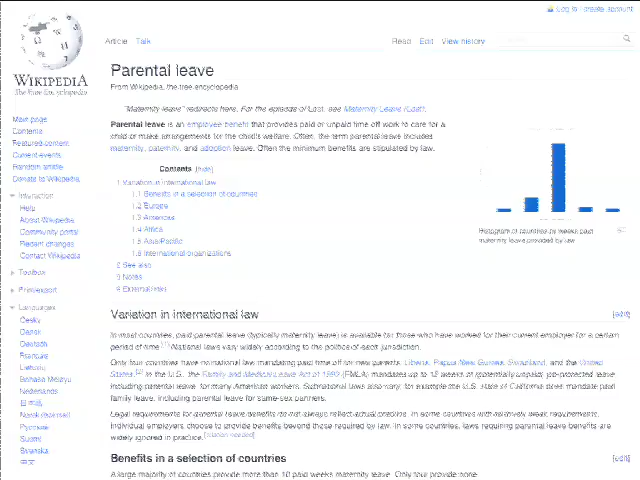 Log in / create account
WIKIPEDIA
The Free Encyclopedia
Article Talk
Read Edit View history
Parental leave
From Wikipedia, the free encyclopedia
"Maternity leave" redirects here. For the episode of Lost, see Maternity Leave (Lost).
Parental leave is an employee benefit that provides paid or unpaid time off work to care for a
child or make arrangements for the child's welfare. Often, the term parental leave includes
maternity, paternity, and adoption leave. Often the minimum benefits are stipulated by law.
Histogram of countries by weeks paid
maternity leave provided by law
Contents [hide]
1 Variation in international law
1.1 Benefits in a selection of countries
1.2 Europe
1.3 Americas
1.4 Africa
1.5 Asia/Pacific
1.6 International organizations
2 See also
3 Notes
4 External links
Main page
Contents
Featured content
Current events
Random article
Donate to Wikipedia
Interaction
Help
About Wikipedia
Community portal
Recent changes
Contact Wikipedia
Toolbox
Print/export
Languages
Česky
Dansk
Deutsch
Français
Bahasa Melayu
Nederlands
日本語
Norsk (bokmål)
Русский
Suomi
Svenska
中文
Variation in international law [edit]
In most countries, paid parental leave (typically maternity leave) is available for those who have worked for their current employer for a certain
period of time.[1] National laws vary widely according to the politics of each jurisdiction.
Only four countries have no national law mandating paid time off for new parents: Liberia, Papua New Guinea, Swaziland, and the United
States.[2] In the U.S., the Family and Medical Leave Act of 1993 (FMLA) mandates up to 12 weeks of (potentially unpaid) job-protected leave,
including parental leave, for many American workers. Subnational laws also vary; for example the U.S. state of California does mandate paid
family leave, including parental leave for same-sex partners.
Legal requirements for parental leave benefits do not always reflect actual practice. In some countries with relatively weak requirements,
individual employers choose to provide benefits beyond those required by law. In some countries, laws requiring parental leave benefits are
widely ignored in practice.[citation needed]
Benefits in a selection of countries [edit]
A large majority of countries provide more than 10 paid weeks maternity leave. Only four provide none.